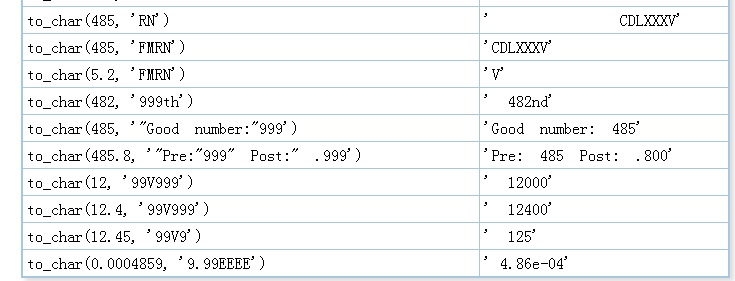 to_char(485, 'RN') '               CDLXXXV'
to_char(485, 'FMRN') 'CDLXXXV'
to_char(5.2, 'FMRN') 'V'
to_char(482, '999th') '  482nd'
to_char(485, '"Good number:"999') 'Good number: 485'
to_char(485.8, '"Pre:"999" Post:" .999') 'Pre: 485 Post: .800'
to_char(12, '99V999') '  12000'
to_char(12.4, '99V999') '  12400'
to_char(12.45, '99V9') '  125'
to_char(0.0004859, '9.99EEEE') ' 4.86e-04'